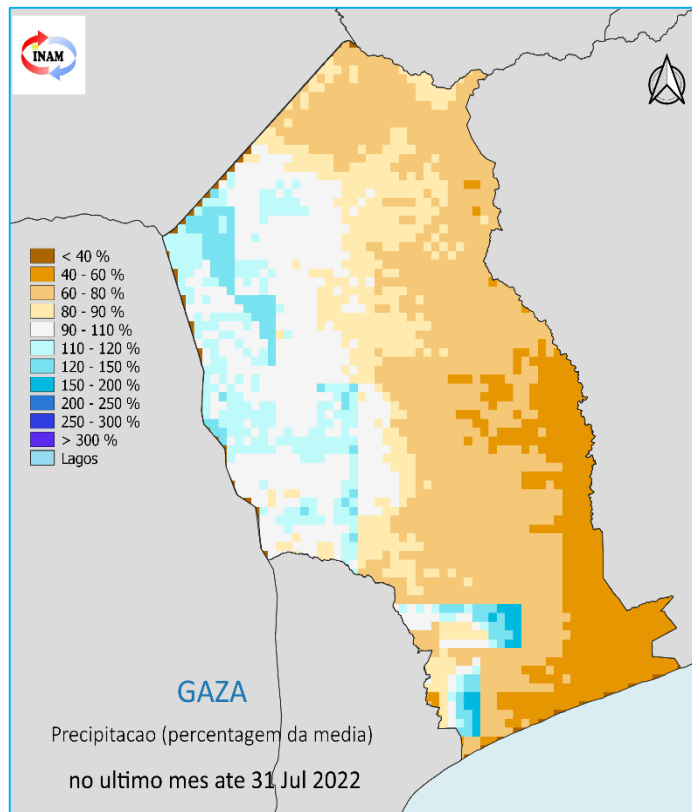 INAM
< 40 %
40 - 60 %
60 - 80 %
80 - 90 %
90 - 110 %
110 - 120 %
120 - 150 %
150 - 200 %
200 - 250 %
250 - 300 %
> 300 %
Lagos
GAZA
Precipitacao (percentagem da media)
no ultimo mes ate 31 Jul 2022